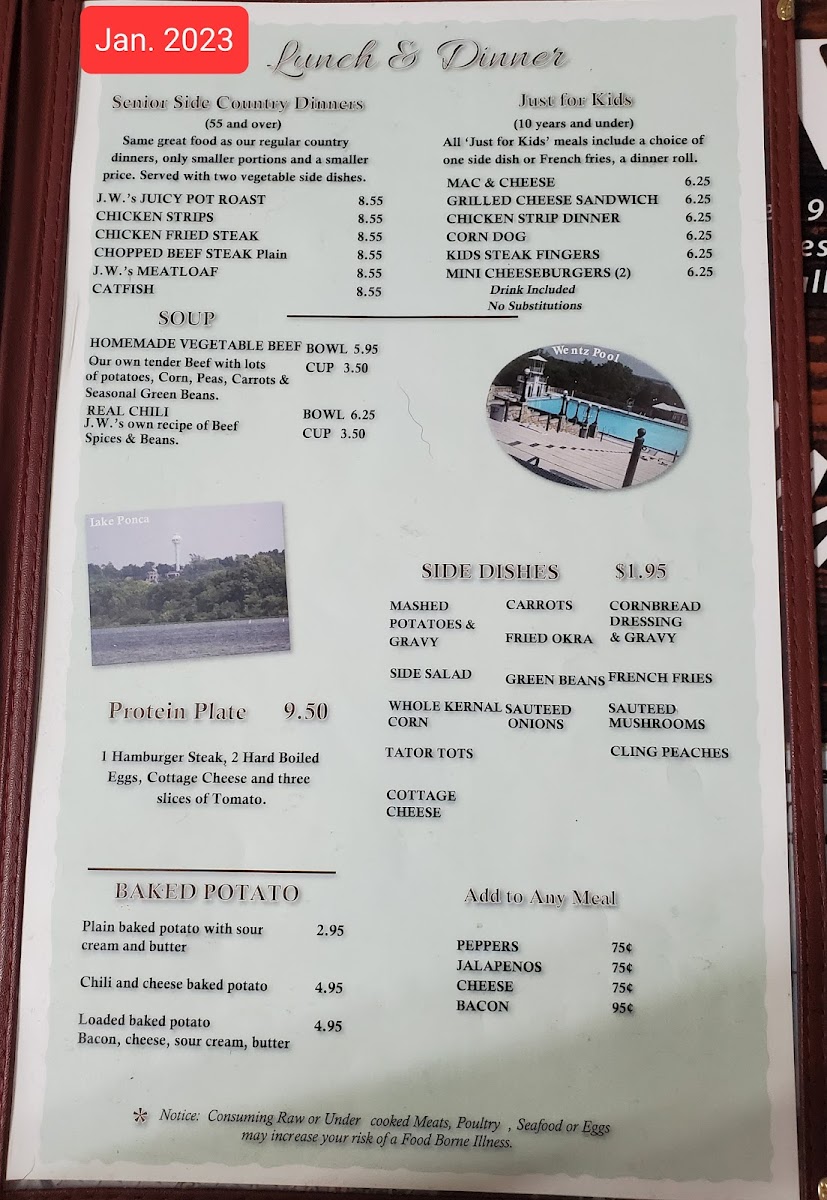 Jan. 2023
Lunch & Dinner
Senior Side Country Dinners
(55 and over)
Same great food as our regular country
dinners, only smaller portions and a smaller
price. Served with two vegetable side dishes.
J.W.'s JUICY POT ROAST 8.55
CHICKEN STRIPS 8.55
CHICKEN FRIED STEAK 8.55
CHOPPED BEEF STEAK Plain 8.55
J.W.'s MEATLOAF 8.55
CATFISH 8.55
Just for Kids
(10 years and under)
All 'Just for Kids' meals include a choice of
one side dish or French fries, a dinner roll.
MAC & CHEESE 6.25
GRILLED CHEESE SANDWICH 6.25
CHICKEN STRIP DINNER 6.25
CORN DOG 6.25
KIDS STEAK FINGERS 6.25
MINI CHEESEBURGERS (2) 6.25
Drink Included
No Substitutions
SOUP
HOMEMADE VEGETABLE BEEF BOWL 5.95
Our own tender Beef with lots CUP 3.50
of potatoes, Corn, Peas, Carrots &
Seasonal Green Beans.
REAL CHILI BOWL 6.25
J.W.'s own recipe of Beef CUP 3.50
Spices & Beans.
Wentz Pool
Lake Ponca
Protein Plate 9.50
1 Hamburger Steak, 2 Hard Boiled
Eggs, Cottage Cheese and three
slices of Tomato.
SIDE DISHES $1.95
MASHED
POTATOES &
GRAVY
SIDE SALAD
WHOLE KERNAL
CORN
TATOR TOTS
COTTAGE
CHEESE
CARROTS
FRIED OKRA
GREEN BEANS
SAUTEED
ONIONS
CORNBREAD
DRESSING
& GRAVY
FRENCH FRIES
SAUTEED
MUSHROOMS
CLING PEACHES
BAKED POTATO
Plain baked potato with sour 2.95
cream and butter
Chili and cheese baked potato 4.95
Loaded baked potato 4.95
Bacon, cheese, sour cream, butter
Add to Any Meal
PEPPERS 75¢
JALAPENOS 75¢
CHEESE 75¢
BACON 95¢
* Notice: Consuming Raw or Under cooked Meats, Poultry , Seafood or Eggs
may increase your risk of a Food Borne Illness.